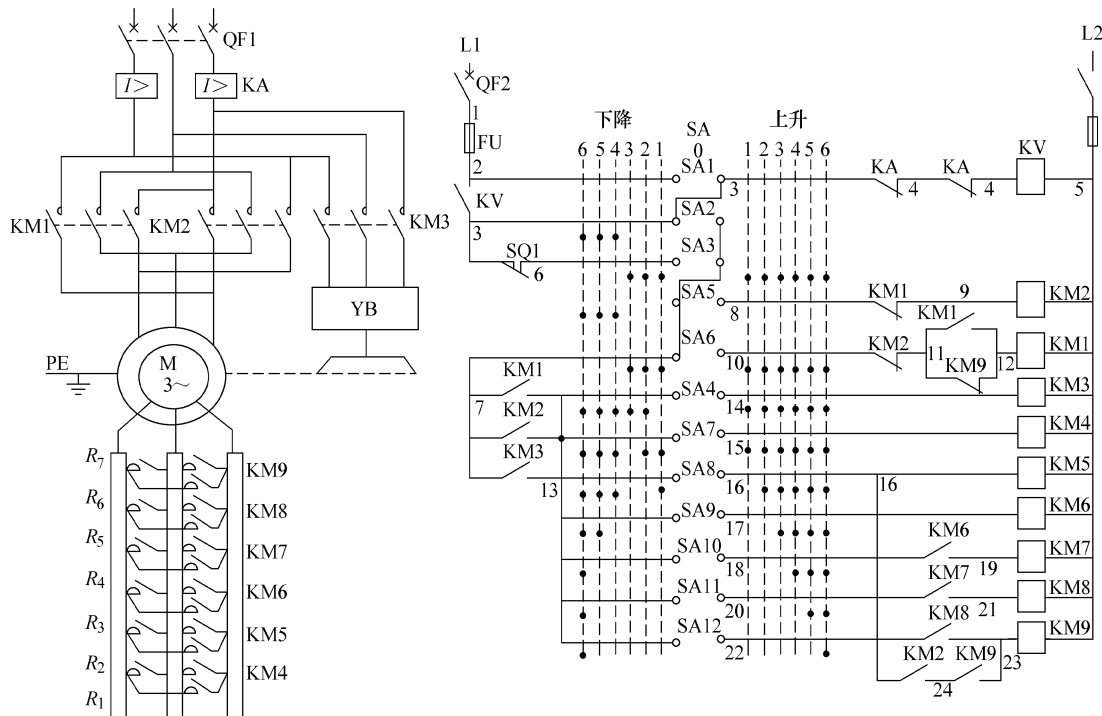 QF1
I> I> KA
KM1 KM2 KM3
YB
PE
M
3～
R7 KM9
R6 KM8
R5 KM7
R4 KM6
R3 KM5
R2 KM4
R1
L1 L2
QF2
1
FU
2
KV
3
SQ1 6
下降 SA 上升
0
6 5 4 3 2 1 1 2 3 4 5 6
SA1 3 KA 4 KA 4 KV 5
SA2
SA3
SA5 8 KM1 9 KM2
KM1
SA6 10 KM2 11 KM9 12 KM1
KM1 7 SA4 14 KM3
KM2 SA7 15 KM4
KM3 13 SA8 16 16 KM5
SA9 17 KM6
SA10 18 KM6 19 KM7
SA11 20 KM7 21 KM8
SA12 22 KM8 23 KM9
KM2 24 KM9